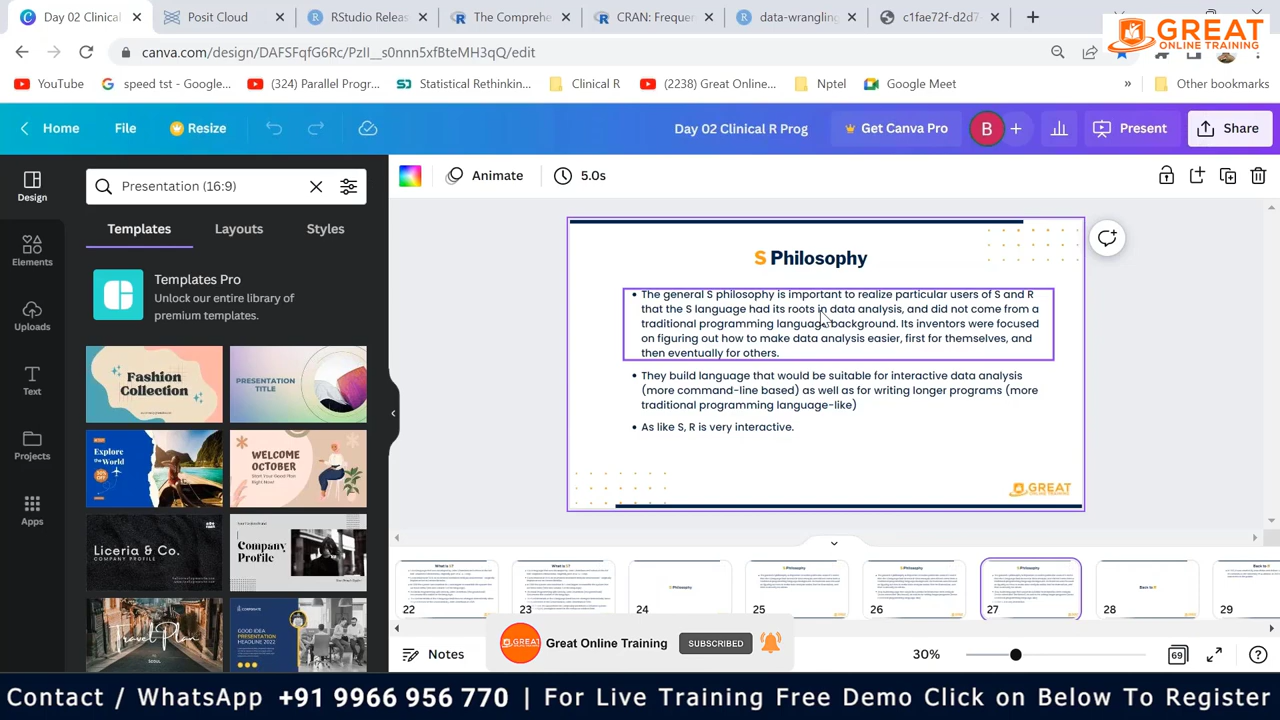 Day 02 Clinical
Posit Cloud
RStudio Relea
The Comprehe
CRAN: Freque
data-wrangling
c1fae72f-d2d7
GREAT
ONLINE TRAINING
canva.com/design/DAFSFqfG6Rc/PzII__s0nnnSxfBteMH3qQ/edit
YouTube
speed tst - Google...
(324) Parallel Progr...
Statistical Rethinkin...
Clinical R
(2238) Great Online...
Nptel
Google Meet
»
Other bookmarks
Home
File
Resize
Day 02 Clinical R Prog
Get Canva Pro
B
Present
Share
Design
Presentation (16:9)
Animate
5.0s
Elements
Templates
Layouts
Styles
Templates Pro
Unlock our entire library of
premium templates.
Uploads
Text
Projects
Apps
Fashion
Collection
PRESENTATION
TITLE
Explore
the World
WELCOME
OCTOBER
Liceria & Co.
Company
Profile
GOOD IDEA
PRESENTATION
HEADLINE 2022
S Philosophy
• The general S philosophy is important to realize particular users of S and R
that the S language had its roots in data analysis, and did not come from a
traditional programming language background. Its inventors were focused
on figuring out how to make data analysis easier, first for themselves, and
then eventually for others.
• They build language that would be suitable for interactive data analysis
(more command-line based) as well as for writing longer programs (more
traditional programming language-like)
• As like S, R is very interactive.
GREAT
ONLINE TRAINING
22
23
24
25
26
27
28
29
Great Online Training
SUBSCRIBED
Notes
30%
69
Contact / WhatsApp +91 9966 956 770 | For Live Training Free Demo Click on Below To Register